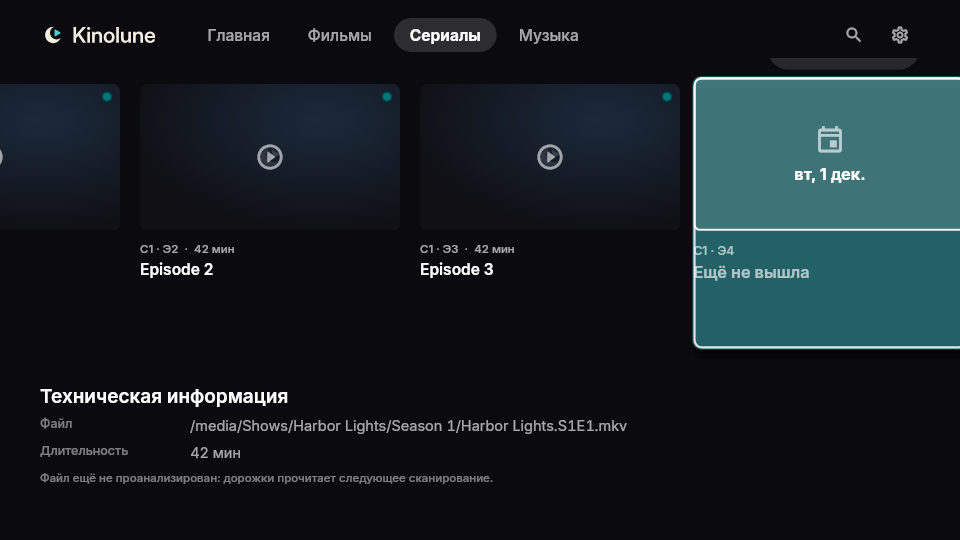 Kinolune
Главная
Фильмы
Сериалы
Музыка
вт, 1 дек.
С1 · Э2 · 42 мин
Episode 2
С1 · Э3 · 42 мин
Episode 3
С1 · Э4
Ещё не вышла
Техническая информация
Файл
/media/Shows/Harbor Lights/Season 1/Harbor Lights.S1E1.mkv
Длительность
42 мин
Файл ещё не проанализирован: дорожки прочитает следующее сканирование.